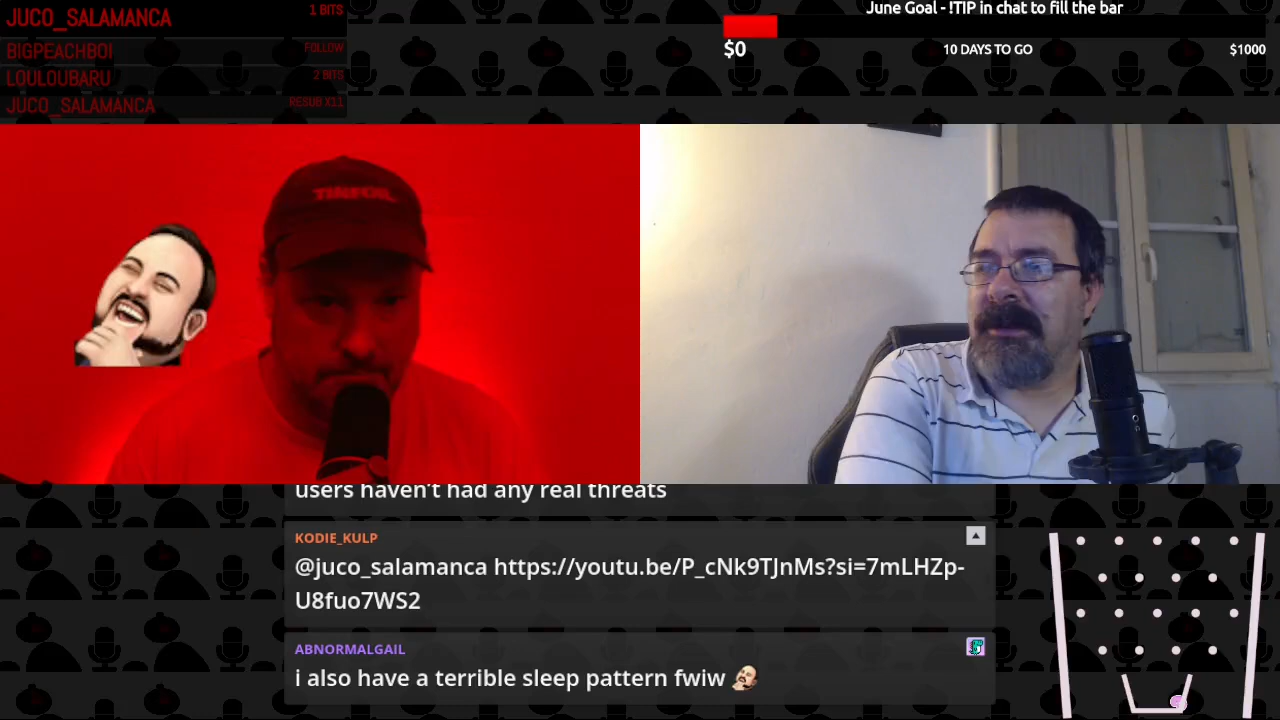 JUCO_SALAMANCA 1 BITS
BIGPEACHBOI FOLLOW
LOULOUBARU 2 BITS
JUCO_SALAMANCA RESUB X11
June Goal - !TIP in chat to fill the bar
$0 10 DAYS TO GO $1000
users haven't had any real threats
KODIE_KULP
@juco_salamanca https://youtu.be/P_cNk9TJnMs?si=7mLHZp-
U8fuo7WS2
ABNORMALGAIL
i also have a terrible sleep pattern fwiw